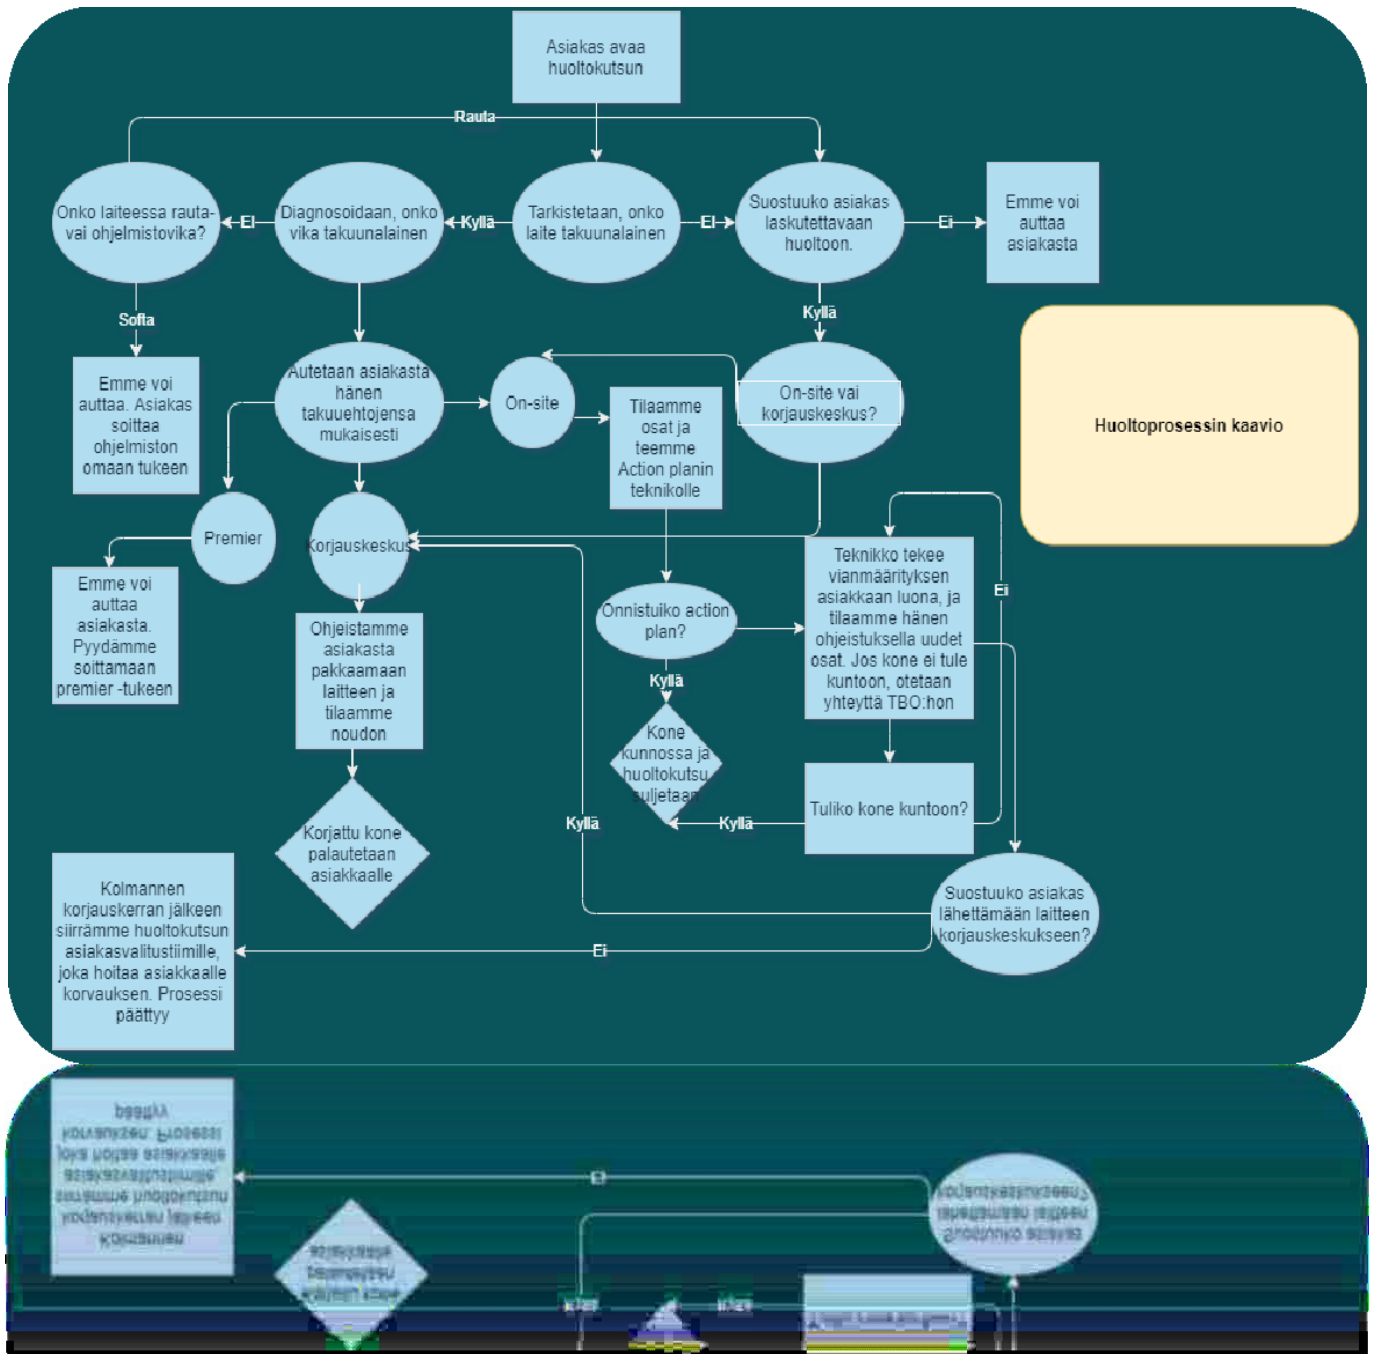 Asiakas avaa
huoltokutsun
Rauta
Onko laiteessa rauta-
vai ohjelmistovika?
EI
Diagnosoidaan, onko
vika takuunalainen
Kyllä
Tarkistetaan, onko
laite takuunalainen
EI
Suostuuko asiakas
laskutettavaan
huoltoon.
Ei
Emme voi
auttaa
asiakasta
Softa
Kyllä
Emme voi
auttaa. Asiakas
soittaa
ohjelmiston
omaan tukeen
Autetaan asiakasta
hänen
takuuehtojensa
mukaisesti
On-site
Tilaamme
osat ja
teemme
Action planin
teknikolle
On-site vai
korjauskeskus?
Huoltoprosessin kaavio
Premier
Korjauskeskus
Emme voi
auttaa
asiakasta.
Pyydämme
soittamaan
premier -tukeen
Ohjeistamme
asiakasta
pakkaamaan
laitteen ja
tilaamme
noudon
Onnistuiko action
plan?
Teknikko tekee
vianmäärityksen
asiakkaan luona, ja
tilaamme hänen
ohjeistuksella uudet
osat. Jos kone ei tule
kuntoon, otetaan
yhteyttä TBO:hon
Ei
Kyllä
Kone
kunnossa ja
huoltokutsu
suljetaan
Kyllä
Tuliko kone kuntoon?
Kyllä
Korjattu kone
palautetaan
asiakkaalle
Suostuuko asiakas
lähettämään laitteen
korjauskeskukseen?
Ei
Kolmannen
korjauskerran jälkeen
siirrämme huoltokutsun
asiakasvalitustiimille,
joka hoitaa asiakkaalle
korvauksen. Prosessi
päättyy